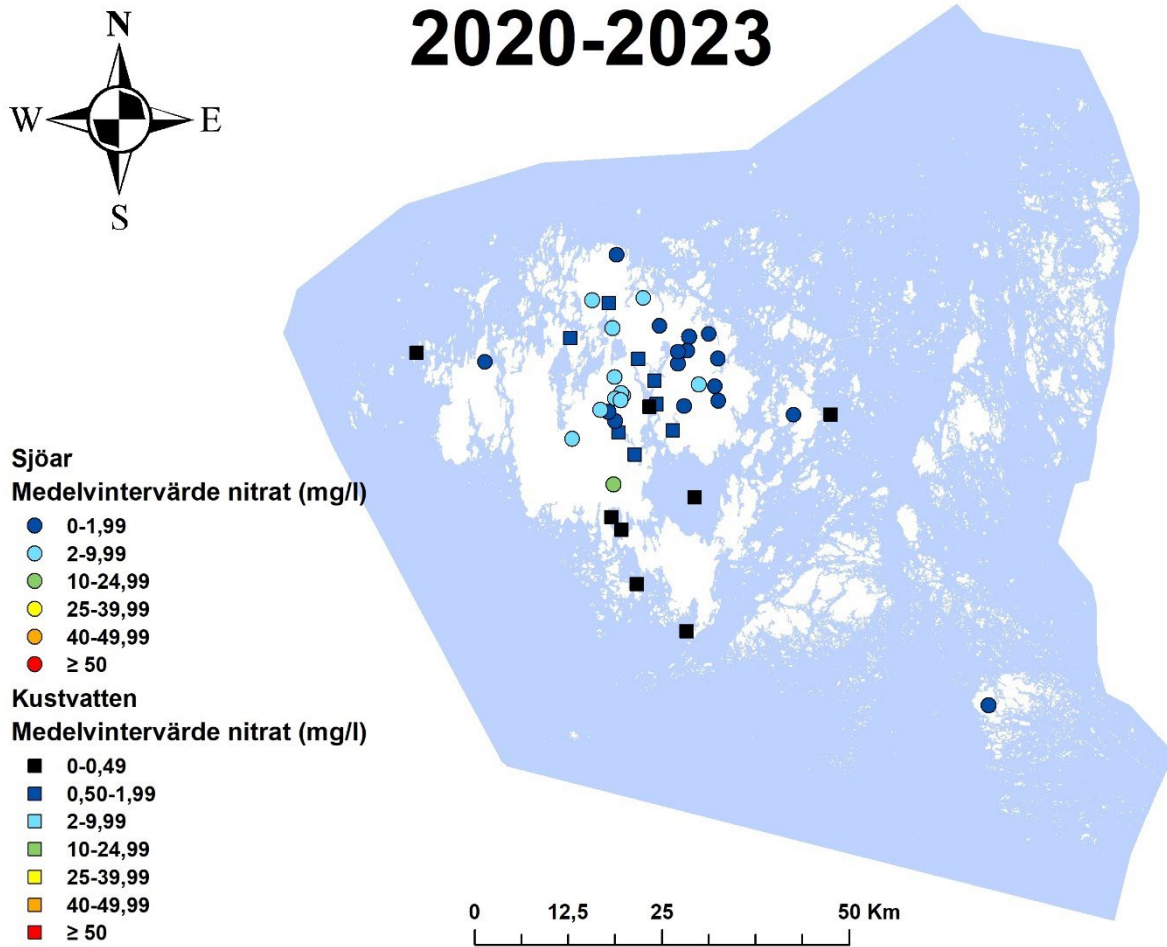 2020-2023
N
W E
S
Sjöar
Medelvintervärde nitrat (mg/l)
0-1,99
2-9,99
10-24,99
25-39,99
40-49,99
≥ 50
Kustvatten
Medelvintervärde nitrat (mg/l)
0-0,49
0,50-1,99
2-9,99
10-24,99
25-39,99
40-49,99
≥ 50
0 12,5 25 50 Km